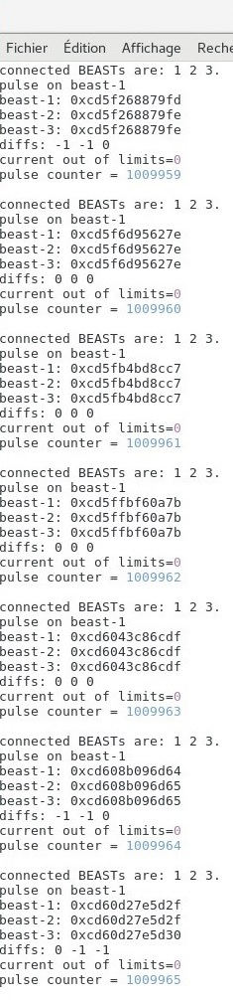 Fichier Édition Affichage Reche
connected BEASTs are: 1 2 3.
pulse on beast-1
beast-1: 0xcd5f268879fd
beast-2: 0xcd5f268879fe
beast-3: 0xcd5f268879fe
diffs: -1 -1 0
current out of limits=0
pulse counter = 1009959
connected BEASTs are: 1 2 3.
pulse on beast-1
beast-1: 0xcd5f6d95627e
beast-2: 0xcd5f6d95627e
beast-3: 0xcd5f6d95627e
diffs: 0 0 0
current out of limits=0
pulse counter = 1009960
connected BEASTs are: 1 2 3.
pulse on beast-1
beast-1: 0xcd5fb4bd8cc7
beast-2: 0xcd5fb4bd8cc7
beast-3: 0xcd5fb4bd8cc7
diffs: 0 0 0
current out of limits=0
pulse counter = 1009961
connected BEASTs are: 1 2 3.
pulse on beast-1
beast-1: 0xcd5ffbf60a7b
beast-2: 0xcd5ffbf60a7b
beast-3: 0xcd5ffbf60a7b
diffs: 0 0 0
current out of limits=0
pulse counter = 1009962
connected BEASTs are: 1 2 3.
pulse on beast-1
beast-1: 0xcd6043c86cdf
beast-2: 0xcd6043c86cdf
beast-3: 0xcd6043c86cdf
diffs: 0 0 0
current out of limits=0
pulse counter = 1009963
connected BEASTs are: 1 2 3.
pulse on beast-1
beast-1: 0xcd608b096d64
beast-2: 0xcd608b096d65
beast-3: 0xcd608b096d65
diffs: -1 -1 0
current out of limits=0
pulse counter = 1009964
connected BEASTs are: 1 2 3.
pulse on beast-1
beast-1: 0xcd60d27e5d2f
beast-2: 0xcd60d27e5d2f
beast-3: 0xcd60d27e5d30
diffs: 0 -1 -1
current out of limits=0
pulse counter = 1009965